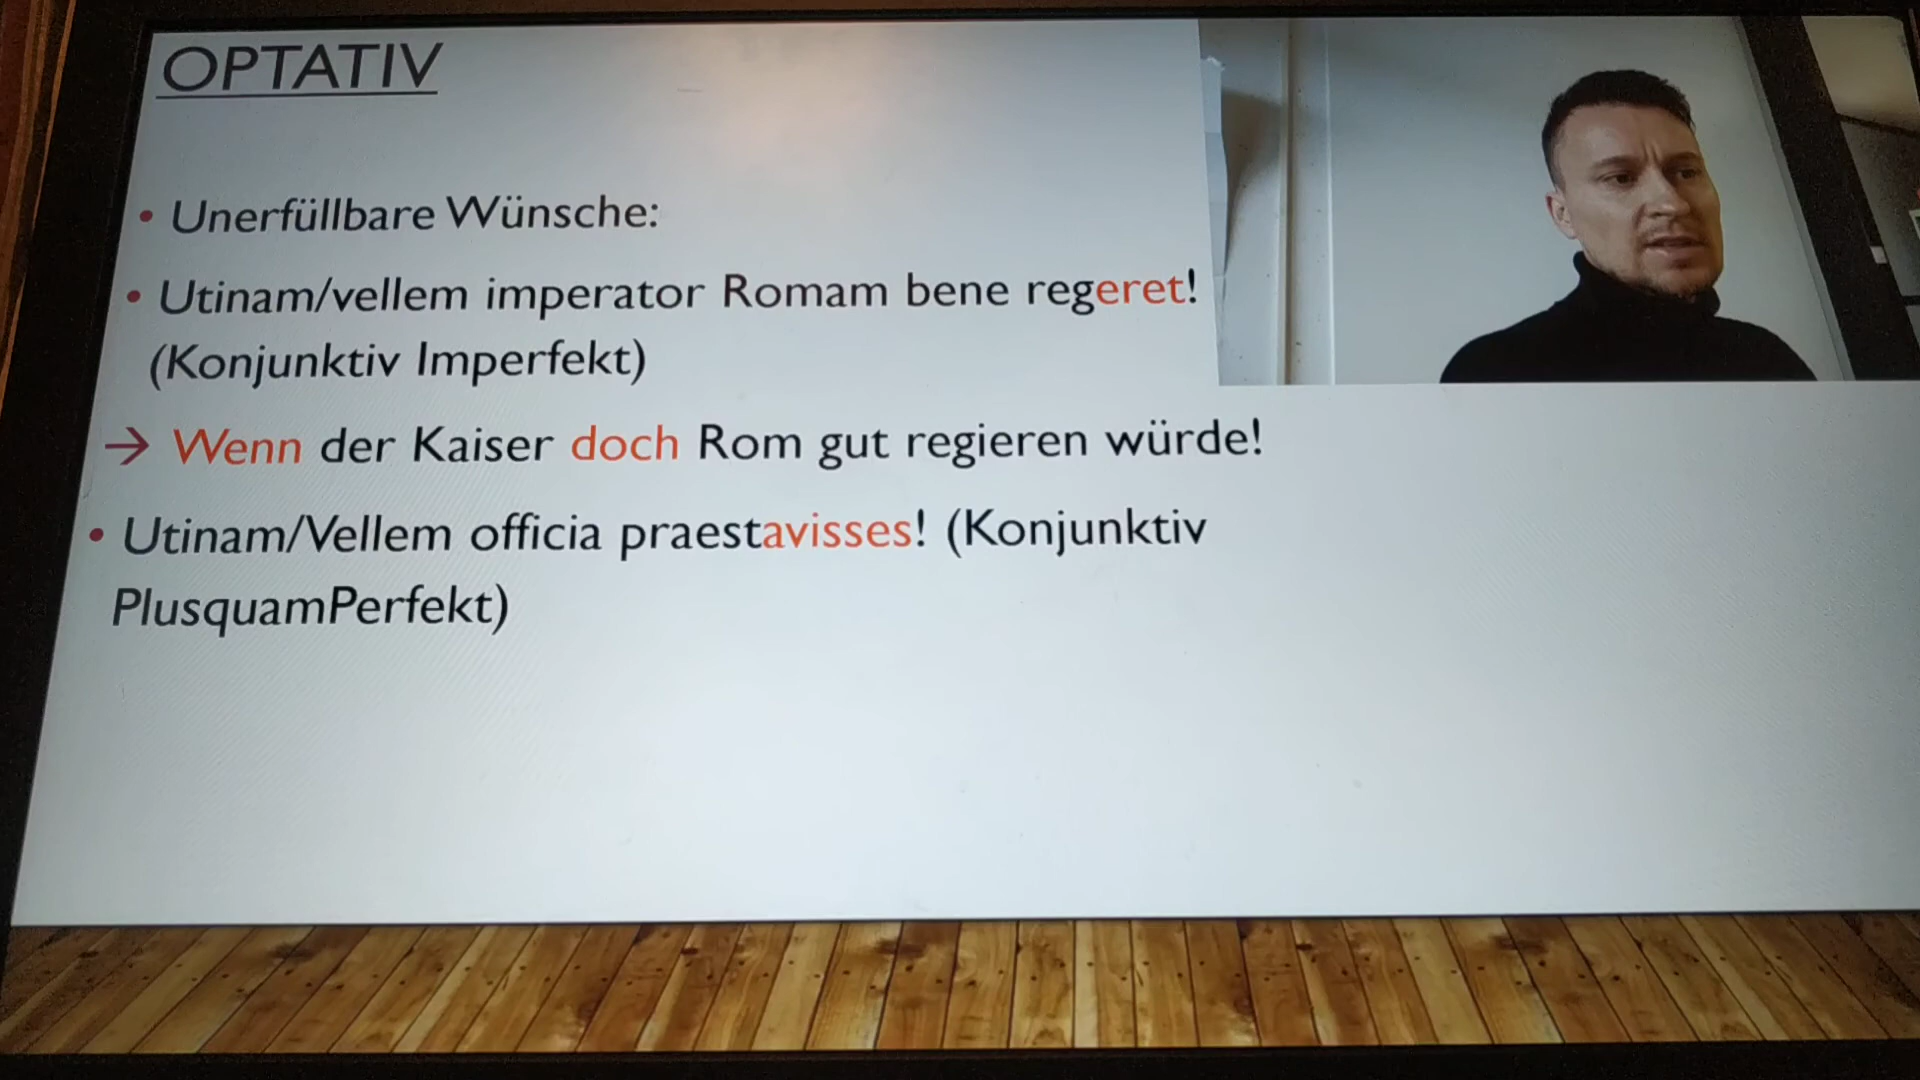 OPTATIV
• Unerfüllbare Wünsche:
• Utinam/vellem imperator Romam bene regeret!
(Konjunktiv Imperfekt)
→ Wenn der Kaiser doch Rom gut regieren würde!
• Utinam/Vellem officia praestavisses! (Konjunktiv
PlusquamPerfekt)